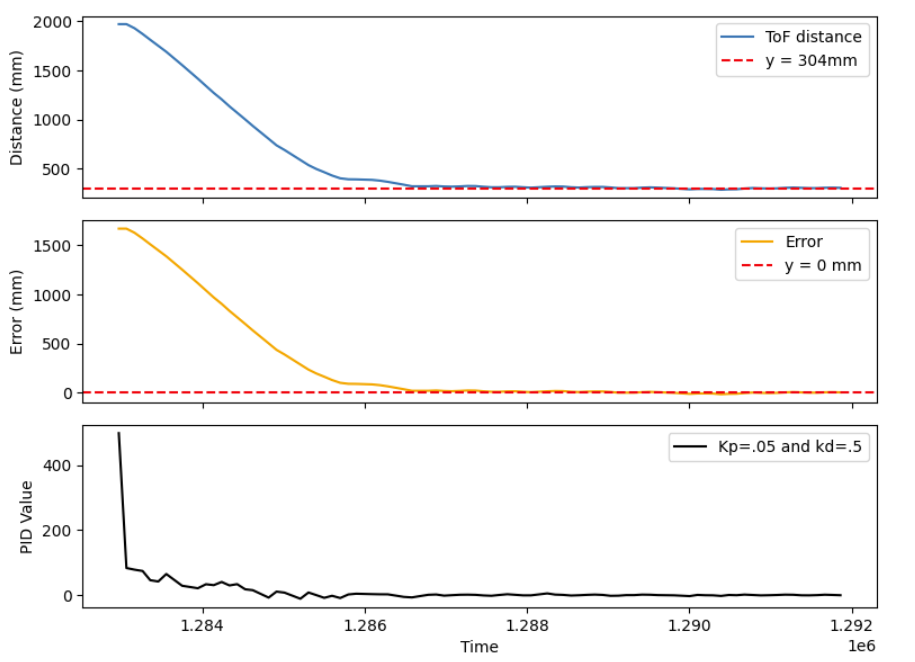 2000
1500
1000
500
Distance (mm)
ToF distance
y = 304mm
1500
1000
500
0
Error (mm)
Error
y = 0 mm
400
200
0
PID Value
Kp=.05 and kd=.5
1.284 1.286 1.288 1.290 1.292
1e6
Time